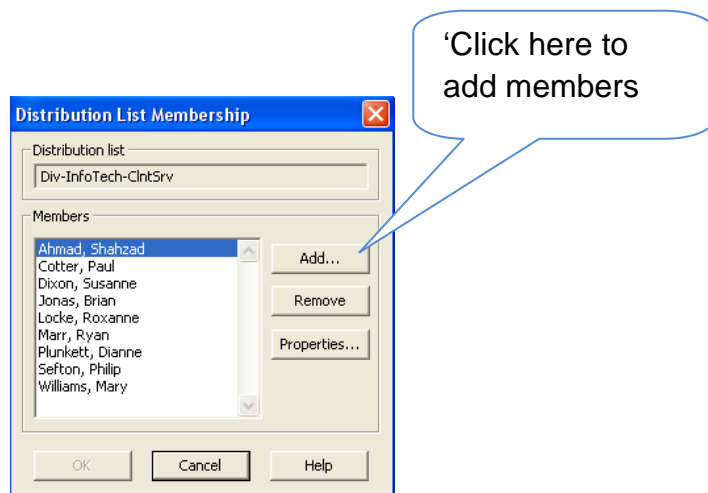 ‘Click here to
add members
Distribution List Membership
Distribution list
Div-InfoTech-ClntSrv
Members
Ahmad, Shahzad
Cotter, Paul
Dixon, Susanne
Jonas, Brian
Locke, Roxanne
Marr, Ryan
Plunkett, Dianne
Sefton, Philip
Williams, Mary
Add...
Remove
Properties...
OK
Cancel
Help